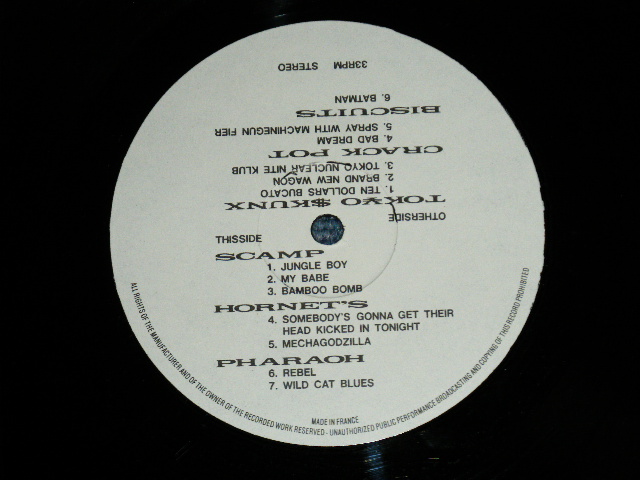 THISSIDE
SCAMP
1. JUNGLE BOY
2. MY BABE
3. BAMBOO BOMB
HORNET'S
4. SOMEBODY'S GONNA GET THEIR
HEAD KICKED IN TONIGHT
5. MECHAGODZILLA
PHARAOH
6. REBEL
7. WILD CAT BLUES
OTHERSIDE
TOKYO $KUNX
1. TEN DOLLARS BUCATO
2. BRAND NEW WAGON
3. TOKYO NUCLEAR NITE KLUB
CRACK POT
4. BAD DREAM
5. SPRAY WITH MACHINEGUN FIER
BISCUITS
6. BATMAN
33RPM STEREO
ALL RIGHTS OF THE MANUFACTURER AND OF THE OWNER OF THE RECORDED WORK RESERVED - UNAUTHORIZED PUBLIC PERFORMANCE BROADCASTING AND COPYING OF THIS RECORD PROHIBITED
MADE IN FRANCE